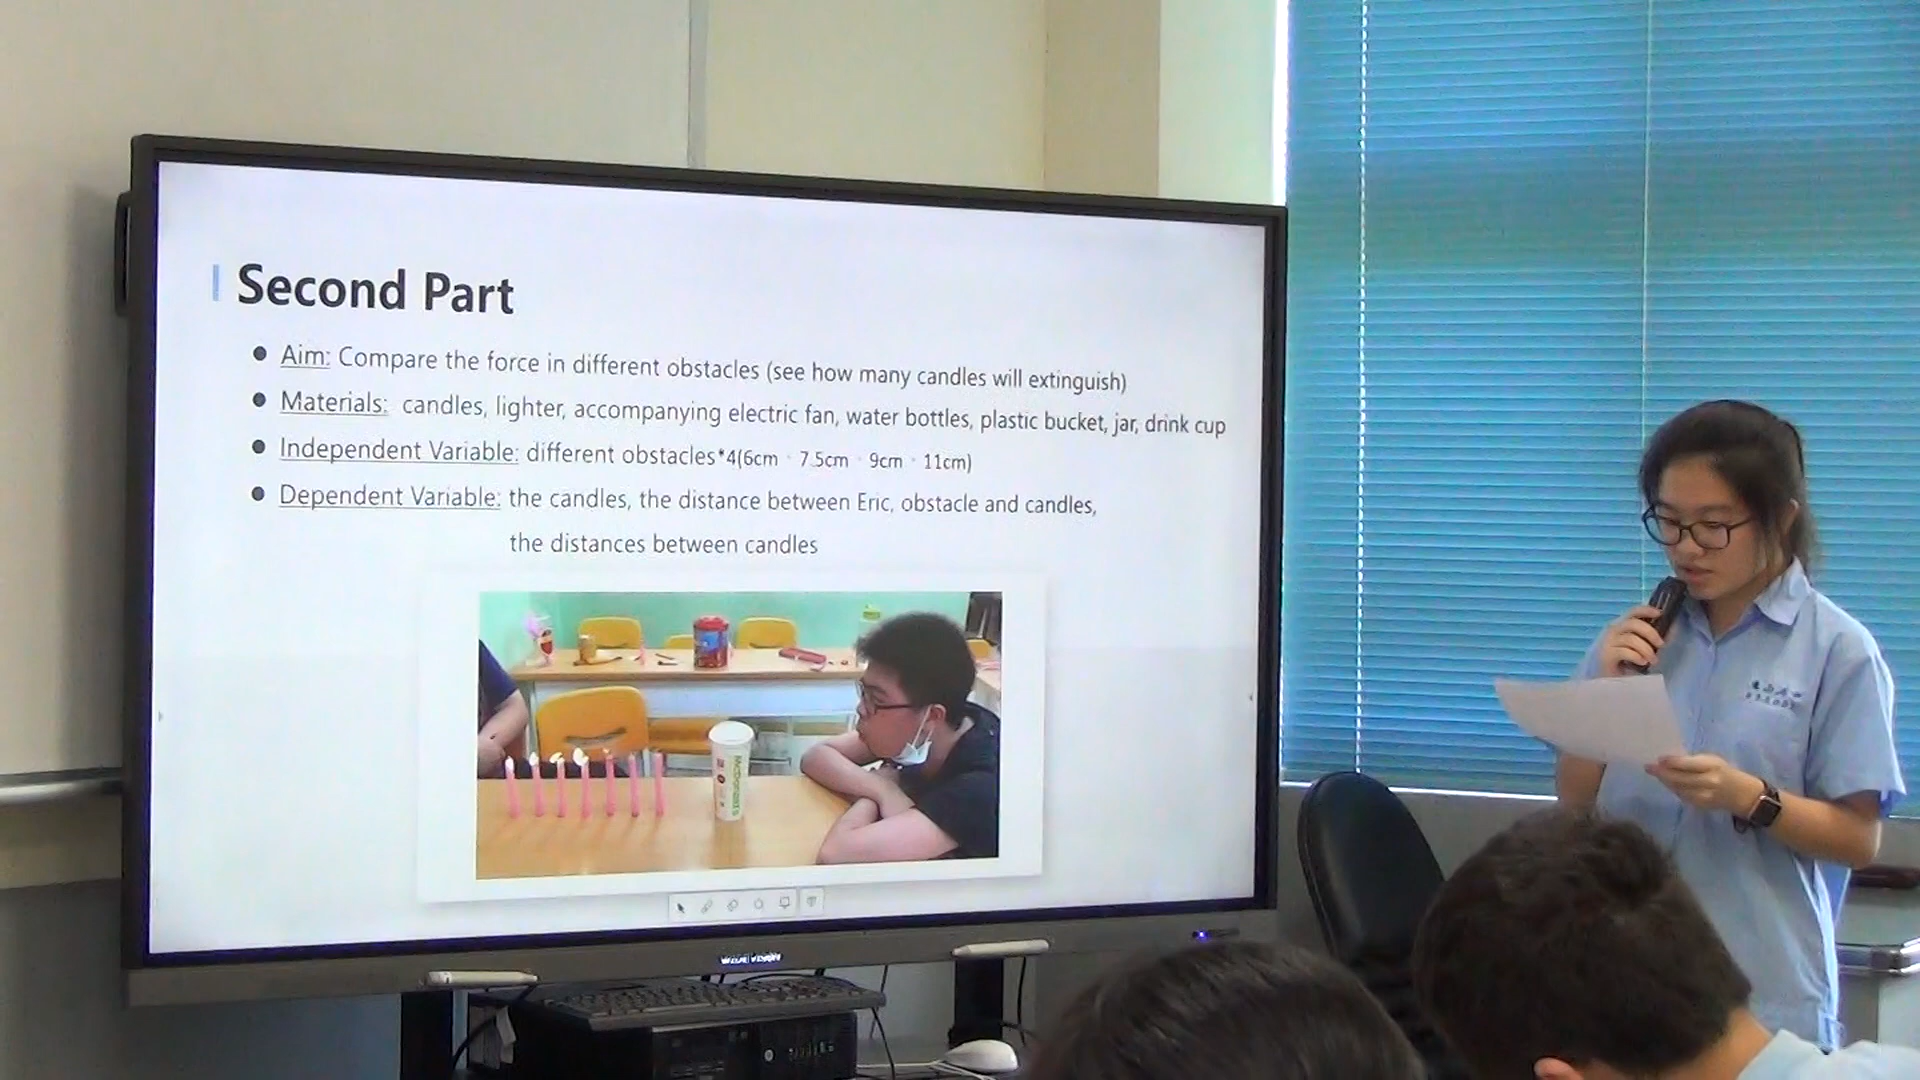 Second Part
● Aim: Compare the force in different obstacles (see how many candles will extinguish)
● Materials: candles, lighter, accompanying electric fan, water bottles, plastic bucket, jar, drink cup
● Independent Variable: different obstacles*4(6cm、7.5cm、9cm、11cm)
● Dependent Variable: the candles, the distance between Eric, obstacle and candles,
the distances between candles
McDonald's